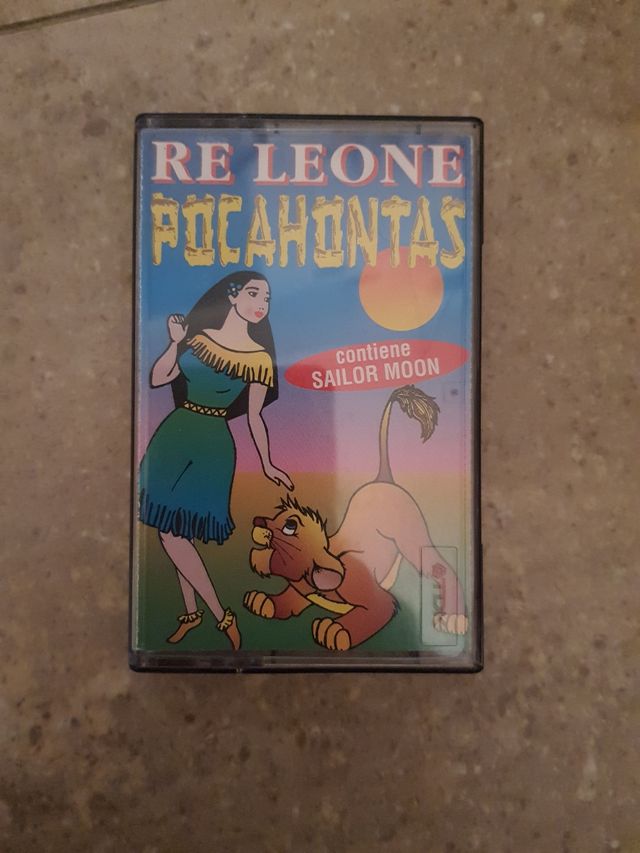 RE LEONE
POCAHONTAS
contiene
SAILOR MOON